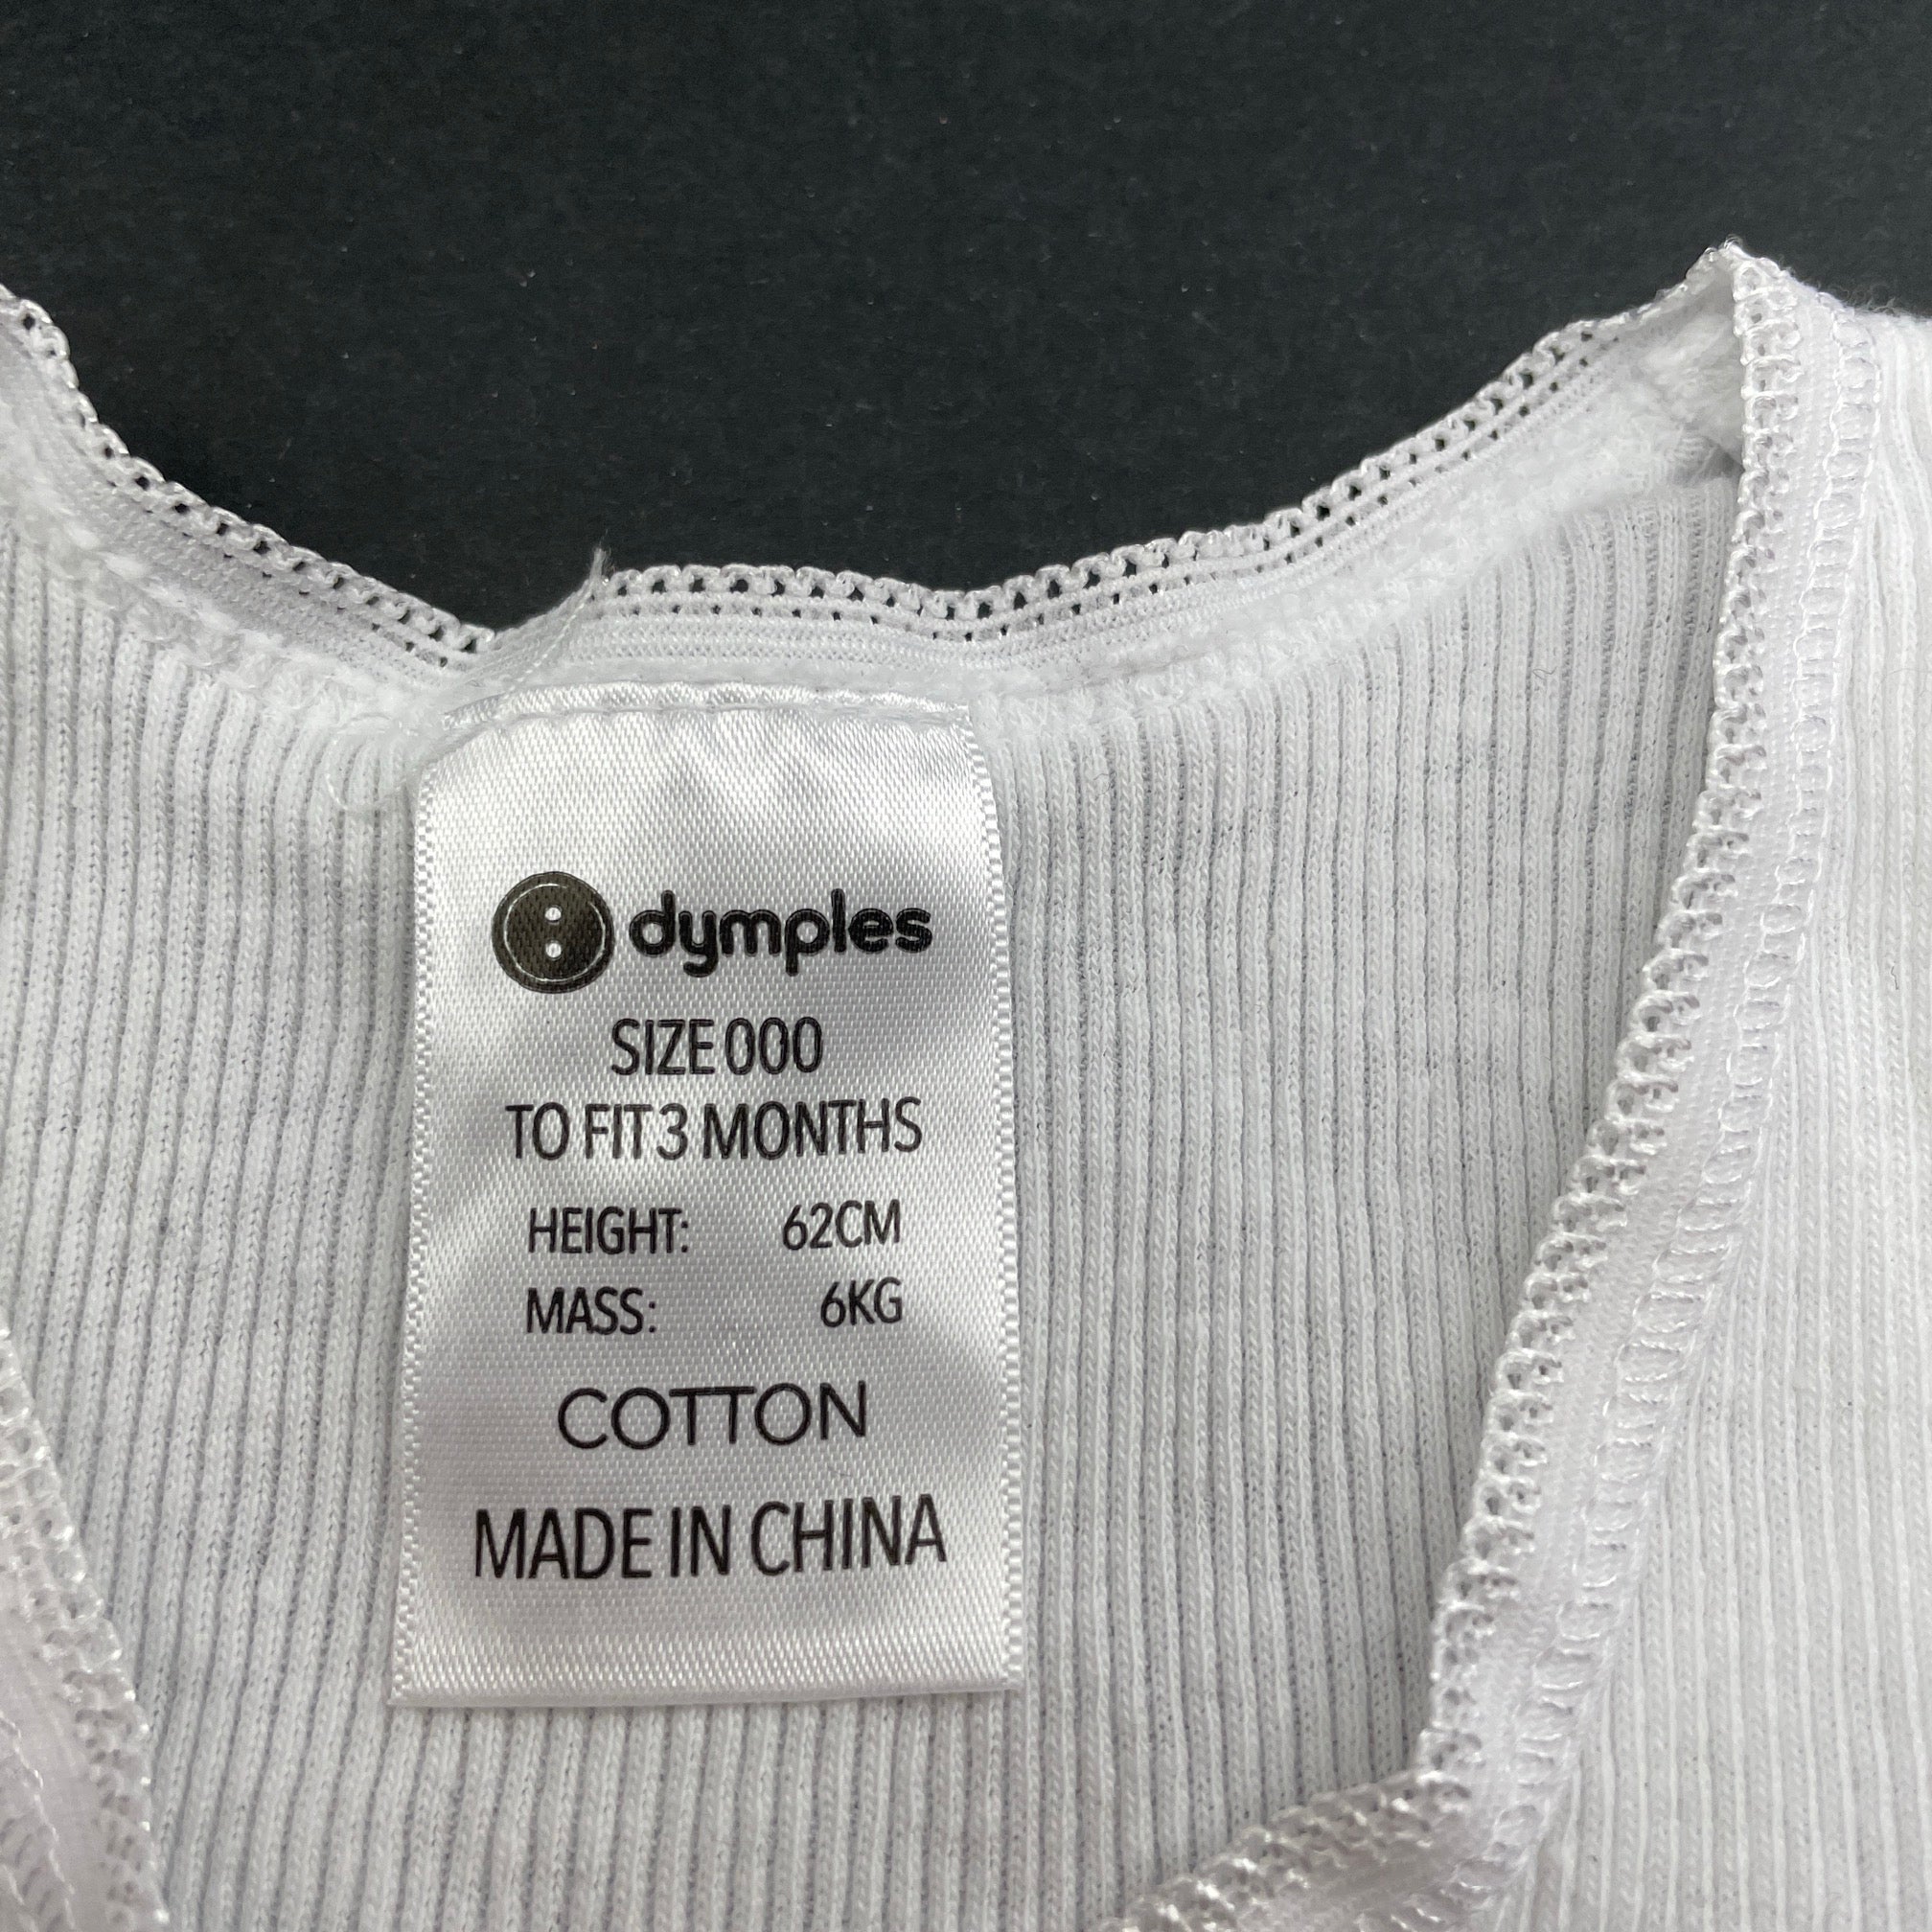 dymples
SIZE 000
TO FIT 3 MONTHS
HEIGHT: 62CM
MASS: 6KG
COTTON
MADE IN CHINA